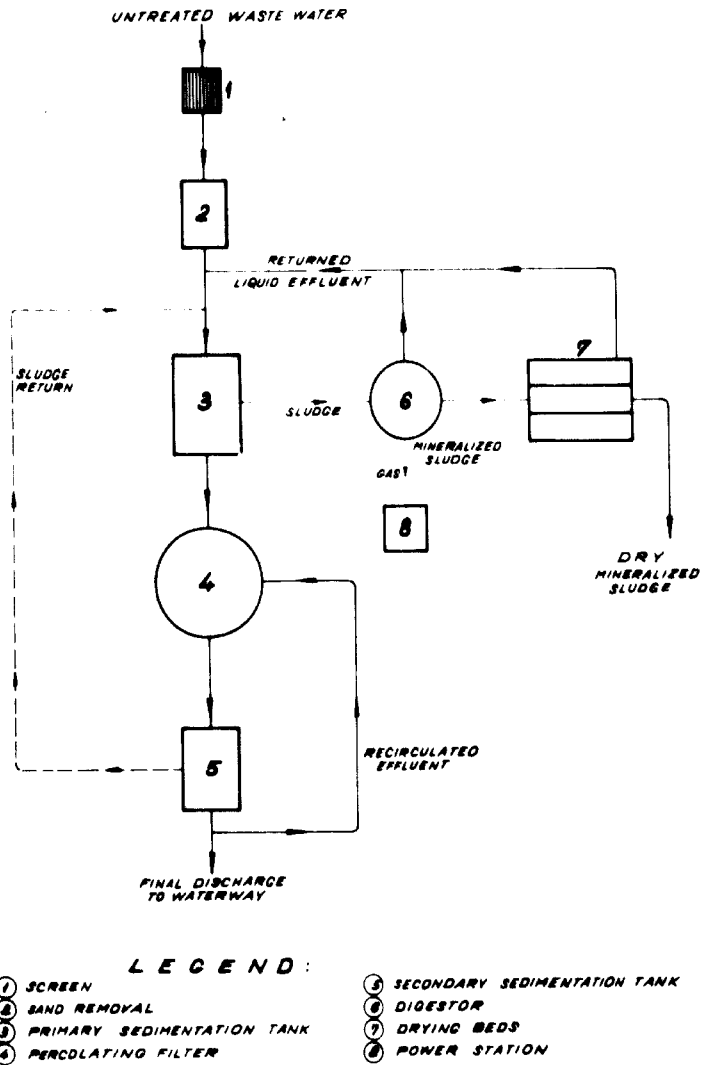 UNTREATED WASTE WATER
1
2
RETURNED
LIQUID EFFLUENT
7
SLUDGE
RETURN
3
SLUDGE
6
MINERALIZED
SLUDGE
GAS
8
DRY
MINERALIZED
SLUDGE
4
RECIRCULATED
EFFLUENT
5
FINAL DISCHARGE
TO WATERWAY
LEGEND:
1 SCREEN
2 SAND REMOVAL
3 PRIMARY SEDIMENTATION TANK
4 PERCOLATING FILTER
5 SECONDARY SEDIMENTATION TANK
6 DIGESTOR
7 DRYING BEDS
8 POWER STATION